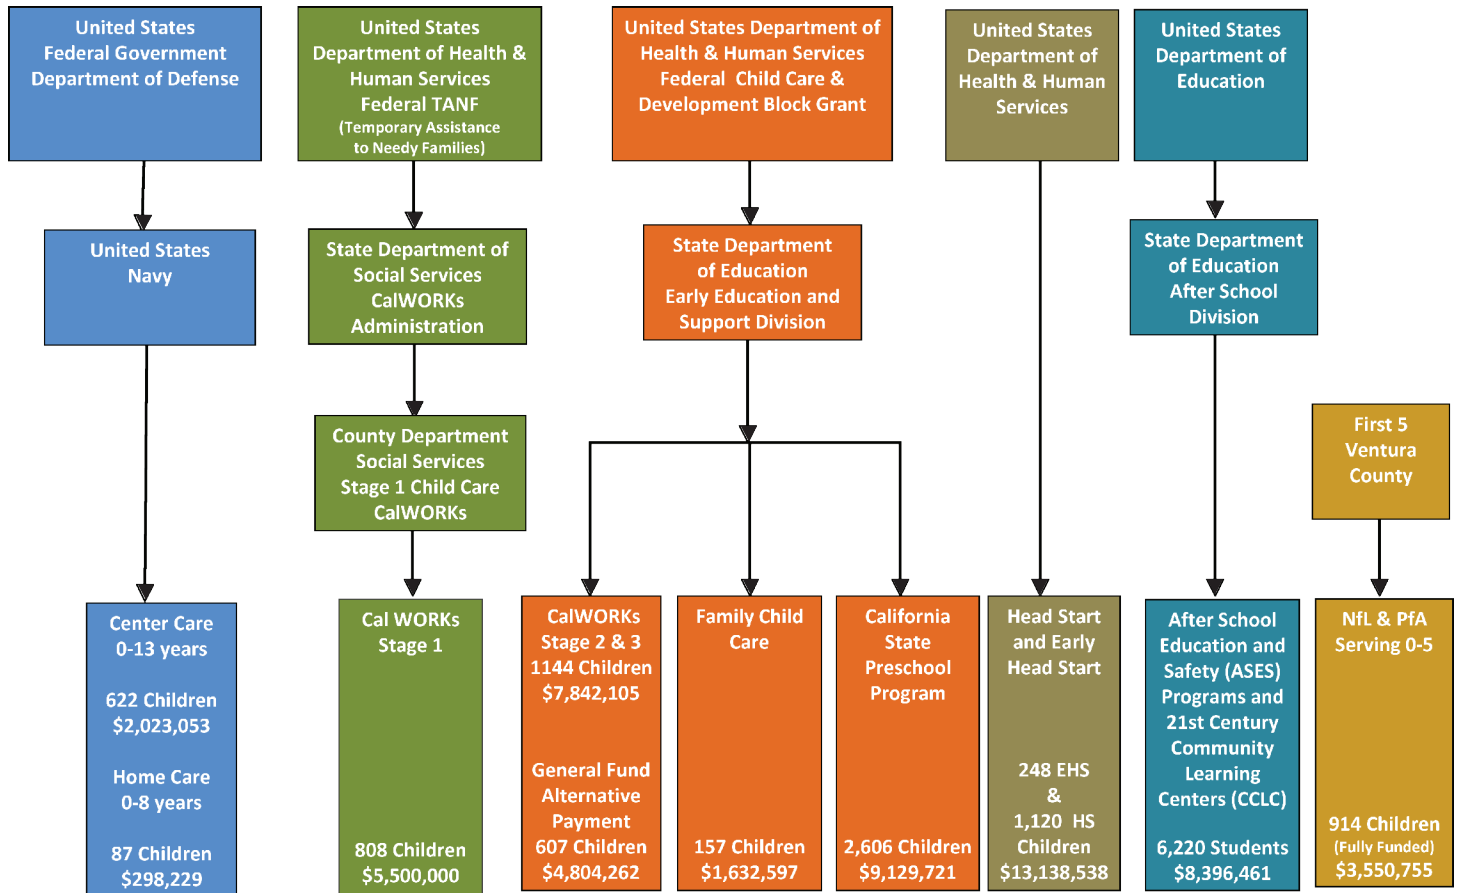 United States
Federal Government
Department of Defense
United States
Department of Health &
Human Services
Federal TANF
(Temporary Assistance
to Needy Families)
United States Department of
Health & Human Services
Federal Child Care &
Development Block Grant
United States
Department of
Health & Human
Services
United States
Department of
Education
United States
Navy
State Department of
Social Services
CalWORKs
Administration
State Department
of Education
Early Education and
Support Division
State Department
of Education
After School
Division
County Department
Social Services
Stage 1 Child Care
CalWORKs
First 5
Ventura
County
Center Care
0-13 years
622 Children
$2,023,053
Home Care
0-8 years
87 Children
$298,229
Cal WORKs
Stage 1
808 Children
$5,500,000
CalWORKs
Stage 2 & 3
1144 Children
$7,842,105
General Fund
Alternative
Payment
607 Children
$4,804,262
Family Child
Care
157 Children
$1,632,597
California
State
Preschool
Program
2,606 Children
$9,129,721
Head Start
and Early
Head Start
248 EHS
&
1,120 HS
Children
$13,138,538
After School
Education and
Safety (ASES)
Programs and
21st Century
Community
Learning
Centers (CCLC)
6,220 Students
$8,396,461
NfL & PfA
Serving 0-5
914 Children
(Fully Funded)
$3,550,755